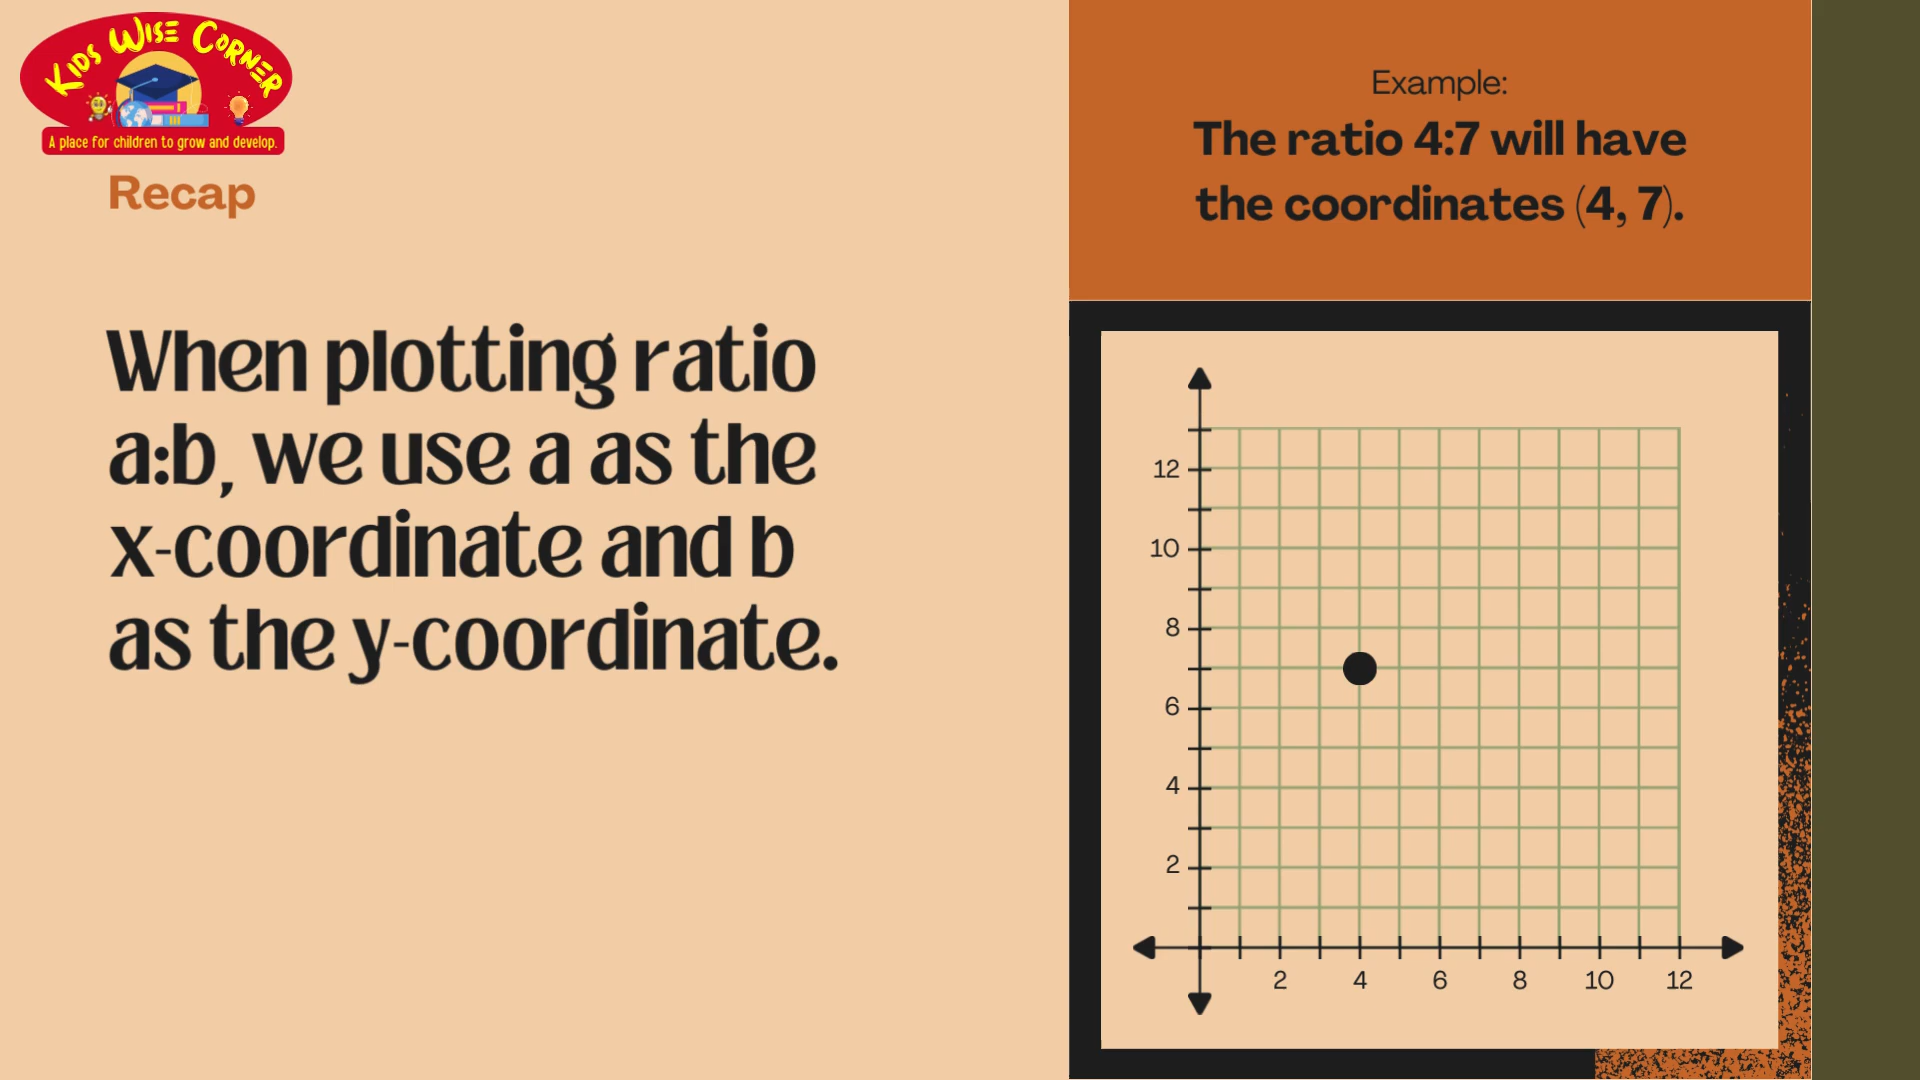 Kids Wise Corner
A place for children to grow and develop.
Recap
When plotting ratio
a:b, we use a as the
x-coordinate and b
as the y-coordinate.
Example:
The ratio 4:7 will have
the coordinates (4, 7).
12
10
8
6
4
2
2 4 6 8 10 12